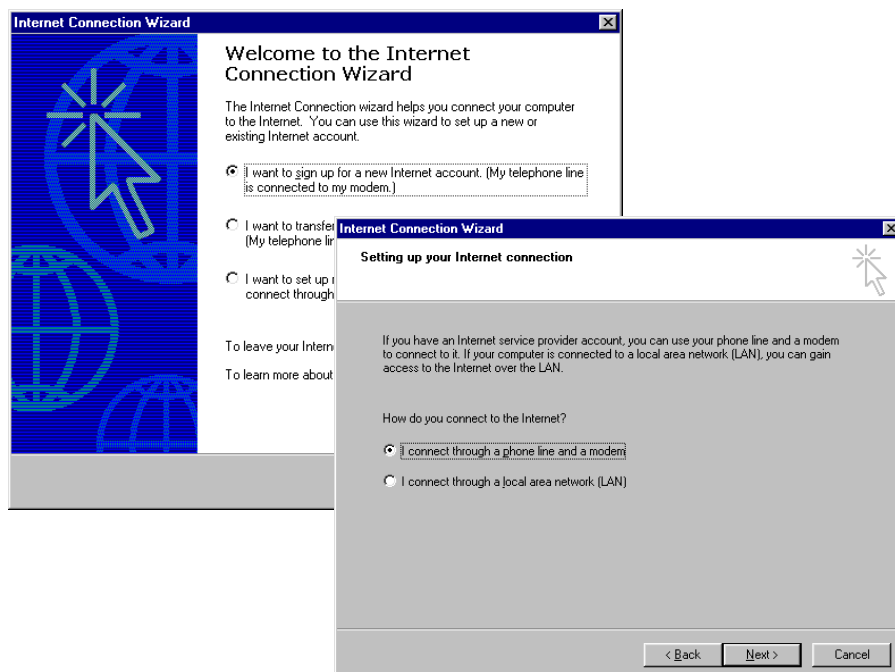 Internet Connection Wizard
Welcome to the Internet
Connection Wizard
The Internet Connection wizard helps you connect your computer
to the Internet. You can use this wizard to set up a new or
existing Internet account.
I want to sign up for a new Internet account. (My telephone line
is connected to my modem.)
I want to transfer
(My telephone
I want to set up
connect through
To leave your
To learn more about
Internet Connection Wizard
Setting up your Internet connection
If you have an Internet service provider account, you can use your phone line and a modem
to connect to it. If your computer is connected to a local area network (LAN), you can gain
access to the Internet over the LAN.
How do you connect to the Internet?
I connect through a phone line and a modem
I connect through a local area network (LAN)
< Back
Next >
Cancel